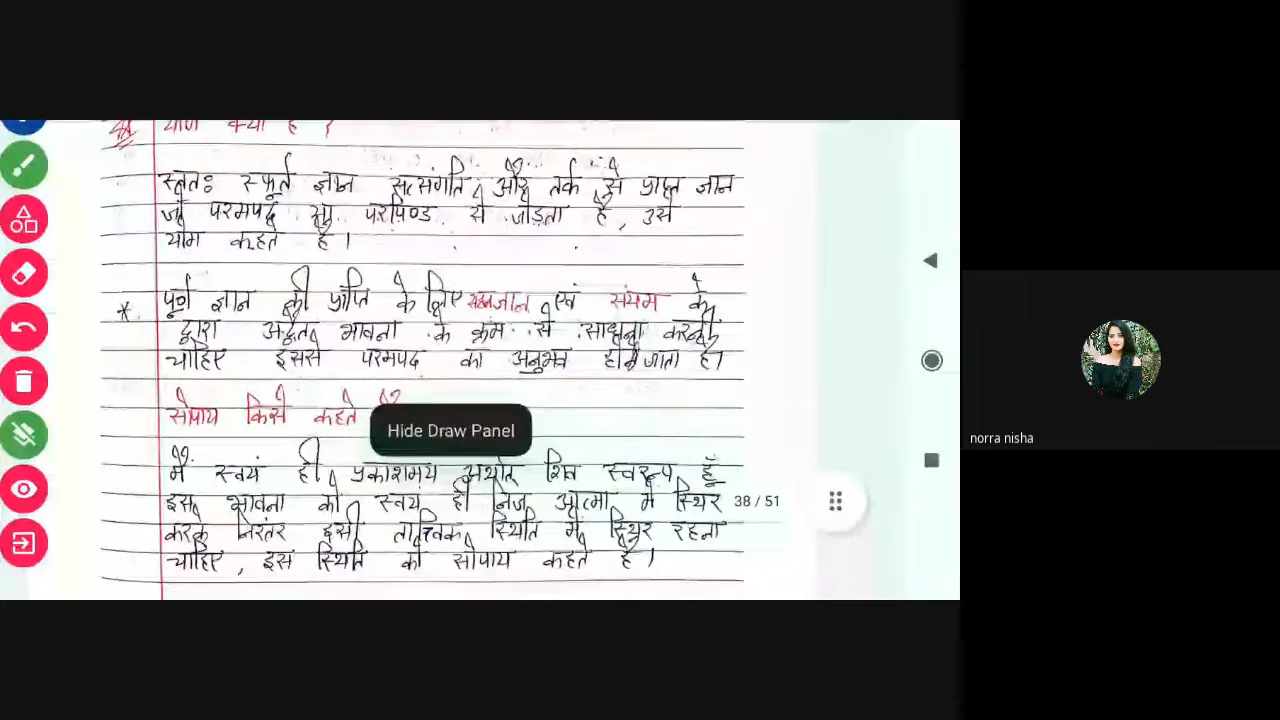 योग क्या है ?
स्वतः स्फूर्त ज्ञान सत्संगति और तर्क से प्राप्त ज्ञान
जो परमपद परपिण्ड से जोड़ता है, उसे
योग कहते है।
* पूर्ण ज्ञान की प्राप्ति के लिए एवं संयम के
द्वारा अद्वैत भावना के क्रम से साधना करनी
चाहिए इससे परमपद का अनुभव हो जाता है।
सोपाय किसे कहते है
Hide Draw Panel
मैं स्वयं ही प्रकाशमय अर्थात् शिव स्वरूप हूँ
इस भावना को स्वयं ही निज आत्मा में स्थिर
38 / 51
करके निरंतर इसी तात्विक स्थिति में स्थिर रहना
चाहिए, इस स्थिति को सोपाय कहते है।
norra nisha